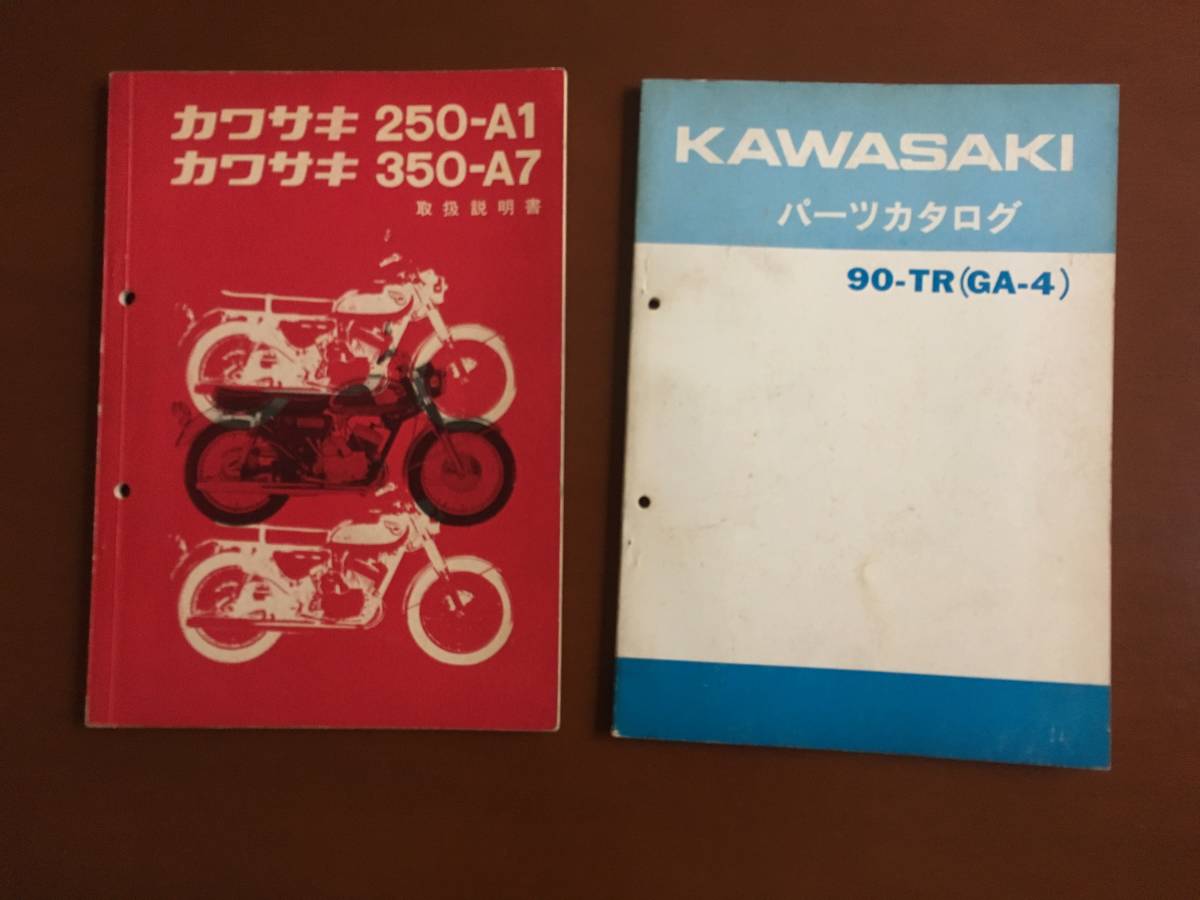 カワサキ 250-A1
カワサキ 350-A7
取扱説明書
KAWASAKI
パーツカタログ
90-TR(GA-4)